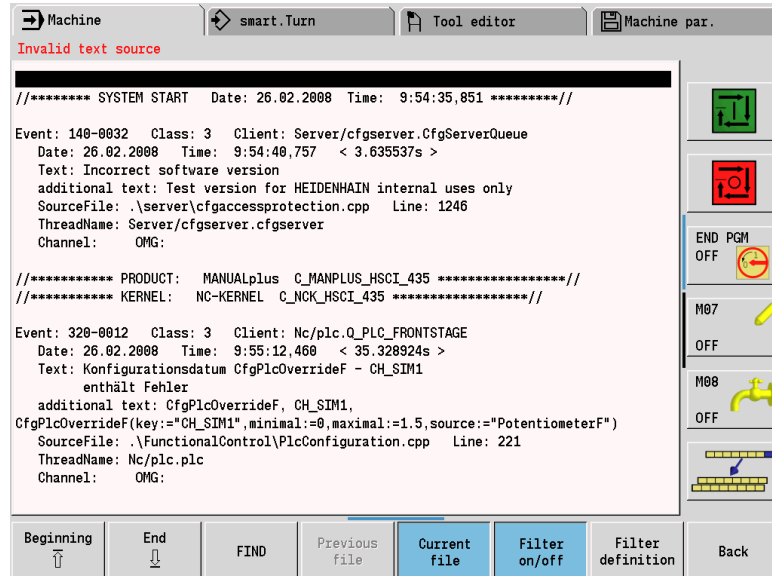 Machine
smart.Turn
Tool editor
Machine par.
Invalid text source
//******** SYSTEM START   Date: 26.02.2008  Time:  9:54:35,851 *********//
Event: 140-0032   Class: 3   Client: Server/cfgserver.CfgServerQueue
Date: 26.02.2008   Time:  9:54:40,757   < 3.635537s >
Text: Incorrect software version
additional text: Test version for HEIDENHAIN internal uses only
SourceFile: .\server\cfgaccessprotection.cpp   Line: 1246
ThreadName: Server/cfgserver.cfgserver
Channel:     OMG:
//*********** PRODUCT:   MANUALplus  C_MANPLUS_HSCI_435 *****************//
//*********** KERNEL:   NC-KERNEL  C_NCK_HSCI_435 ******************//
Event: 320-0012   Class: 3   Client: Nc/plc.Q_PLC_FRONTSTAGE
Date: 26.02.2008   Time:  9:55:12,460   < 35.328924s >
Text: Konfigurationsdatum CfgPlcOverrideF - CH_SIM1
enthält Fehler
additional text: CfgPlcOverrideF, CH_SIM1,
CfgPlcOverrideF(key:="CH_SIM1",minimal:=0,maximal:=1.5,source:="PotentiometerF")
SourceFile: .\FunctionalControl\PlcConfiguration.cpp   Line: 221
ThreadName: Nc/plc.plc
Channel:     OMG:
END PGM
OFF
M07
OFF
M08
OFF
Beginning
End
FIND
Previous file
Current file
Filter on/off
Filter definition
Back